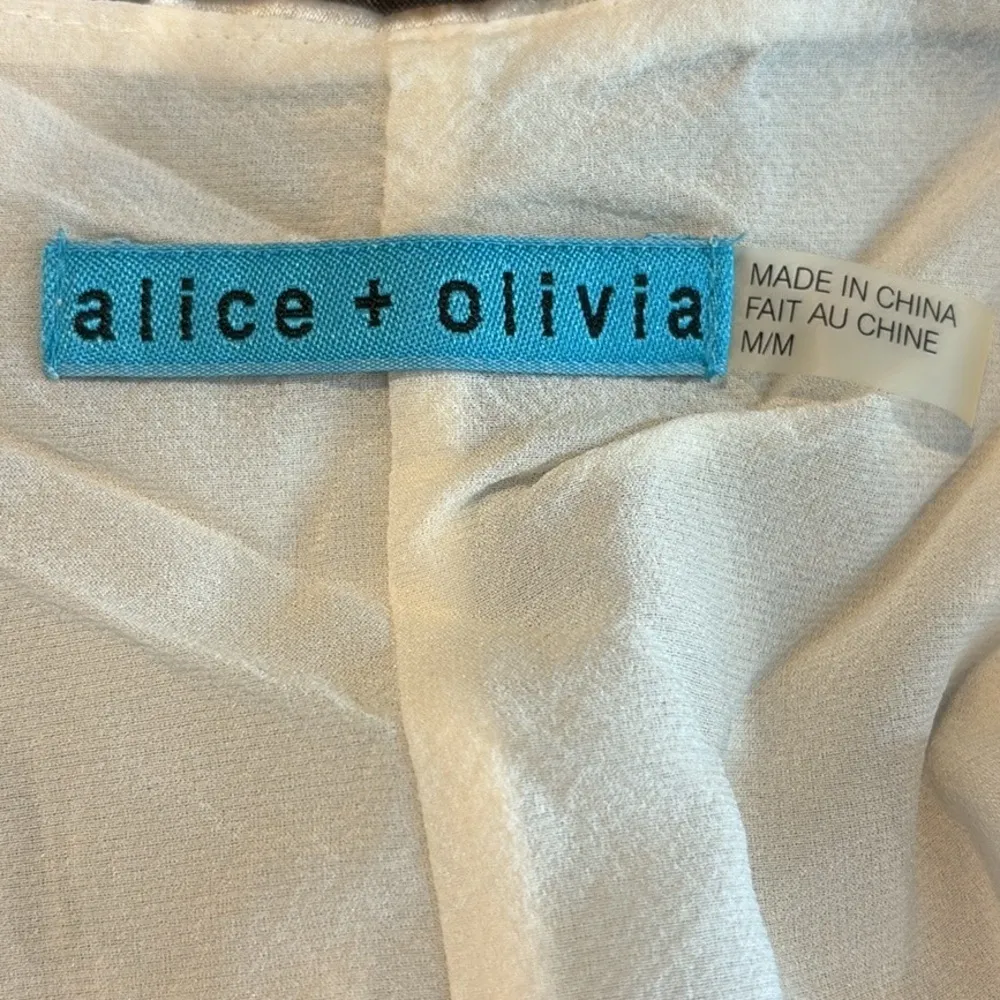 alice + olivia
MADE IN CHINA
FAIT AU CHINE
M/M